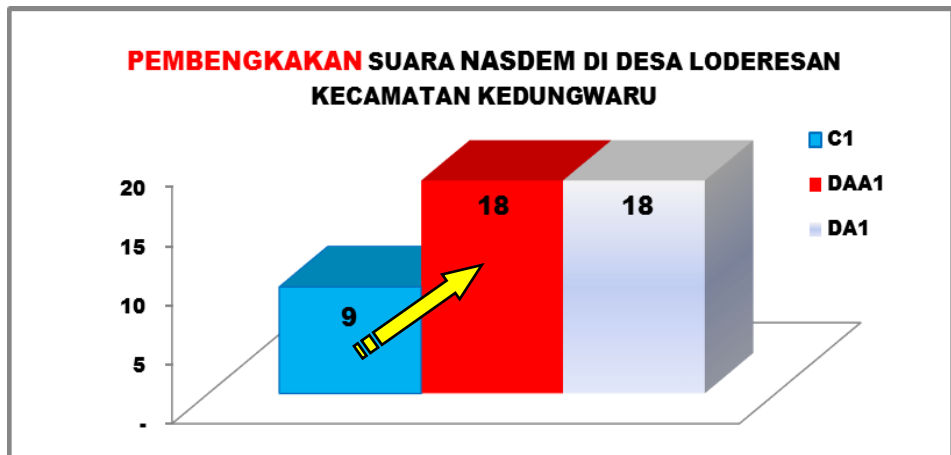 PEMBENGKAKAN SUARA NASDEM DI DESA LODERESAN
KECAMATAN KEDUNGWARU
C1
DAA1
DA1
20
15
10
5
-
9
18
18